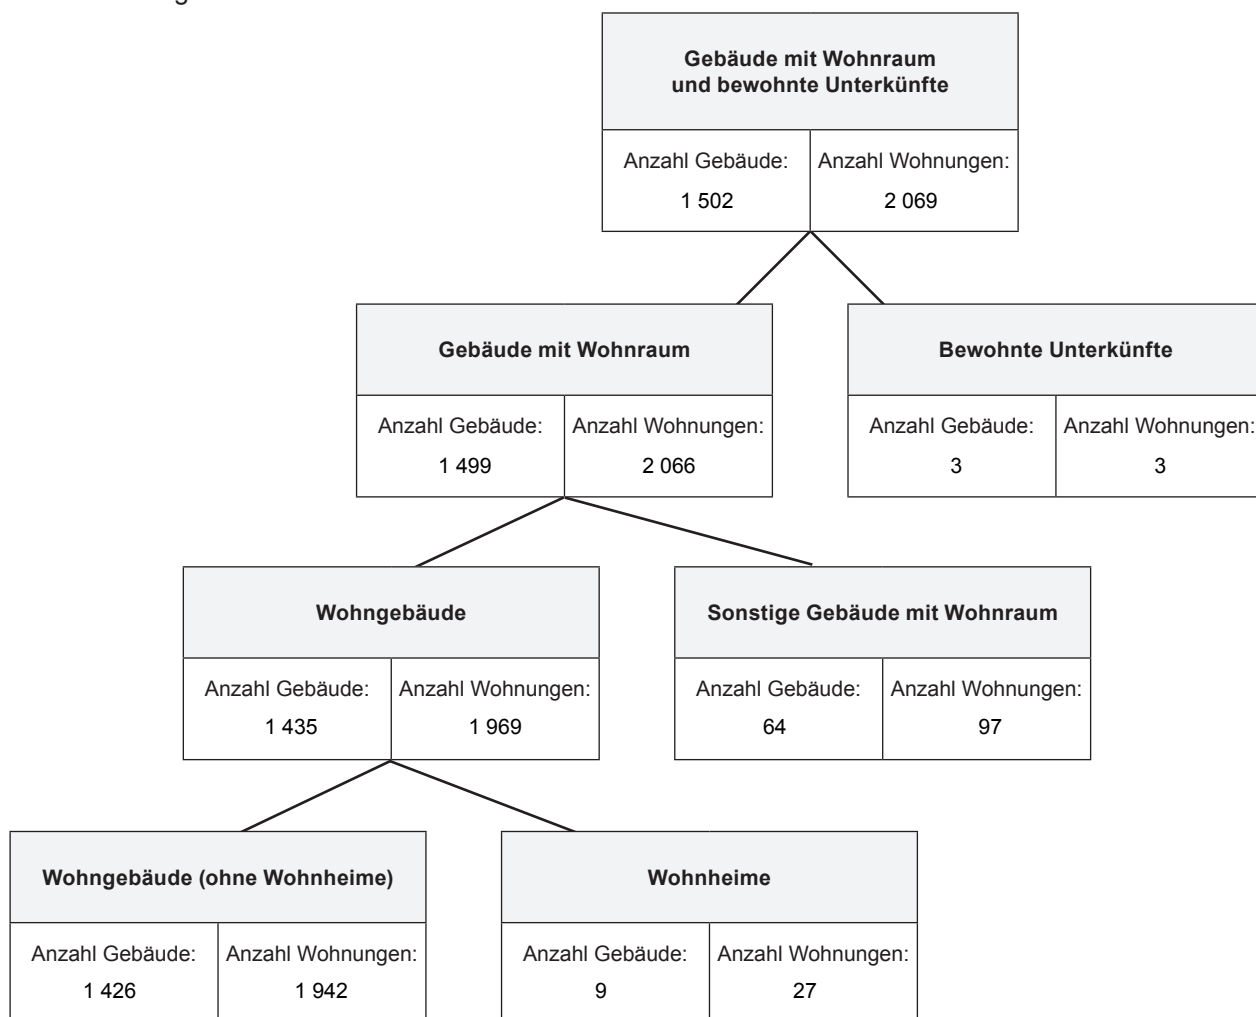 Gebäude mit Wohnraum
und bewohnte Unterkünfte
Anzahl Gebäude: Anzahl Wohnungen:
1 502 2 069
Gebäude mit Wohnraum Bewohnte Unterkünfte
Anzahl Gebäude: Anzahl Wohnungen: Anzahl Gebäude: Anzahl Wohnungen:
1 499 2 066 3 3
Wohngebäude Sonstige Gebäude mit Wohnraum
Anzahl Gebäude: Anzahl Wohnungen: Anzahl Gebäude: Anzahl Wohnungen:
1 435 1 969 64 97
Wohngebäude (ohne Wohnheime) Wohnheime
Anzahl Gebäude: Anzahl Wohnungen: Anzahl Gebäude: Anzahl Wohnungen:
1 426 1 942 9 27